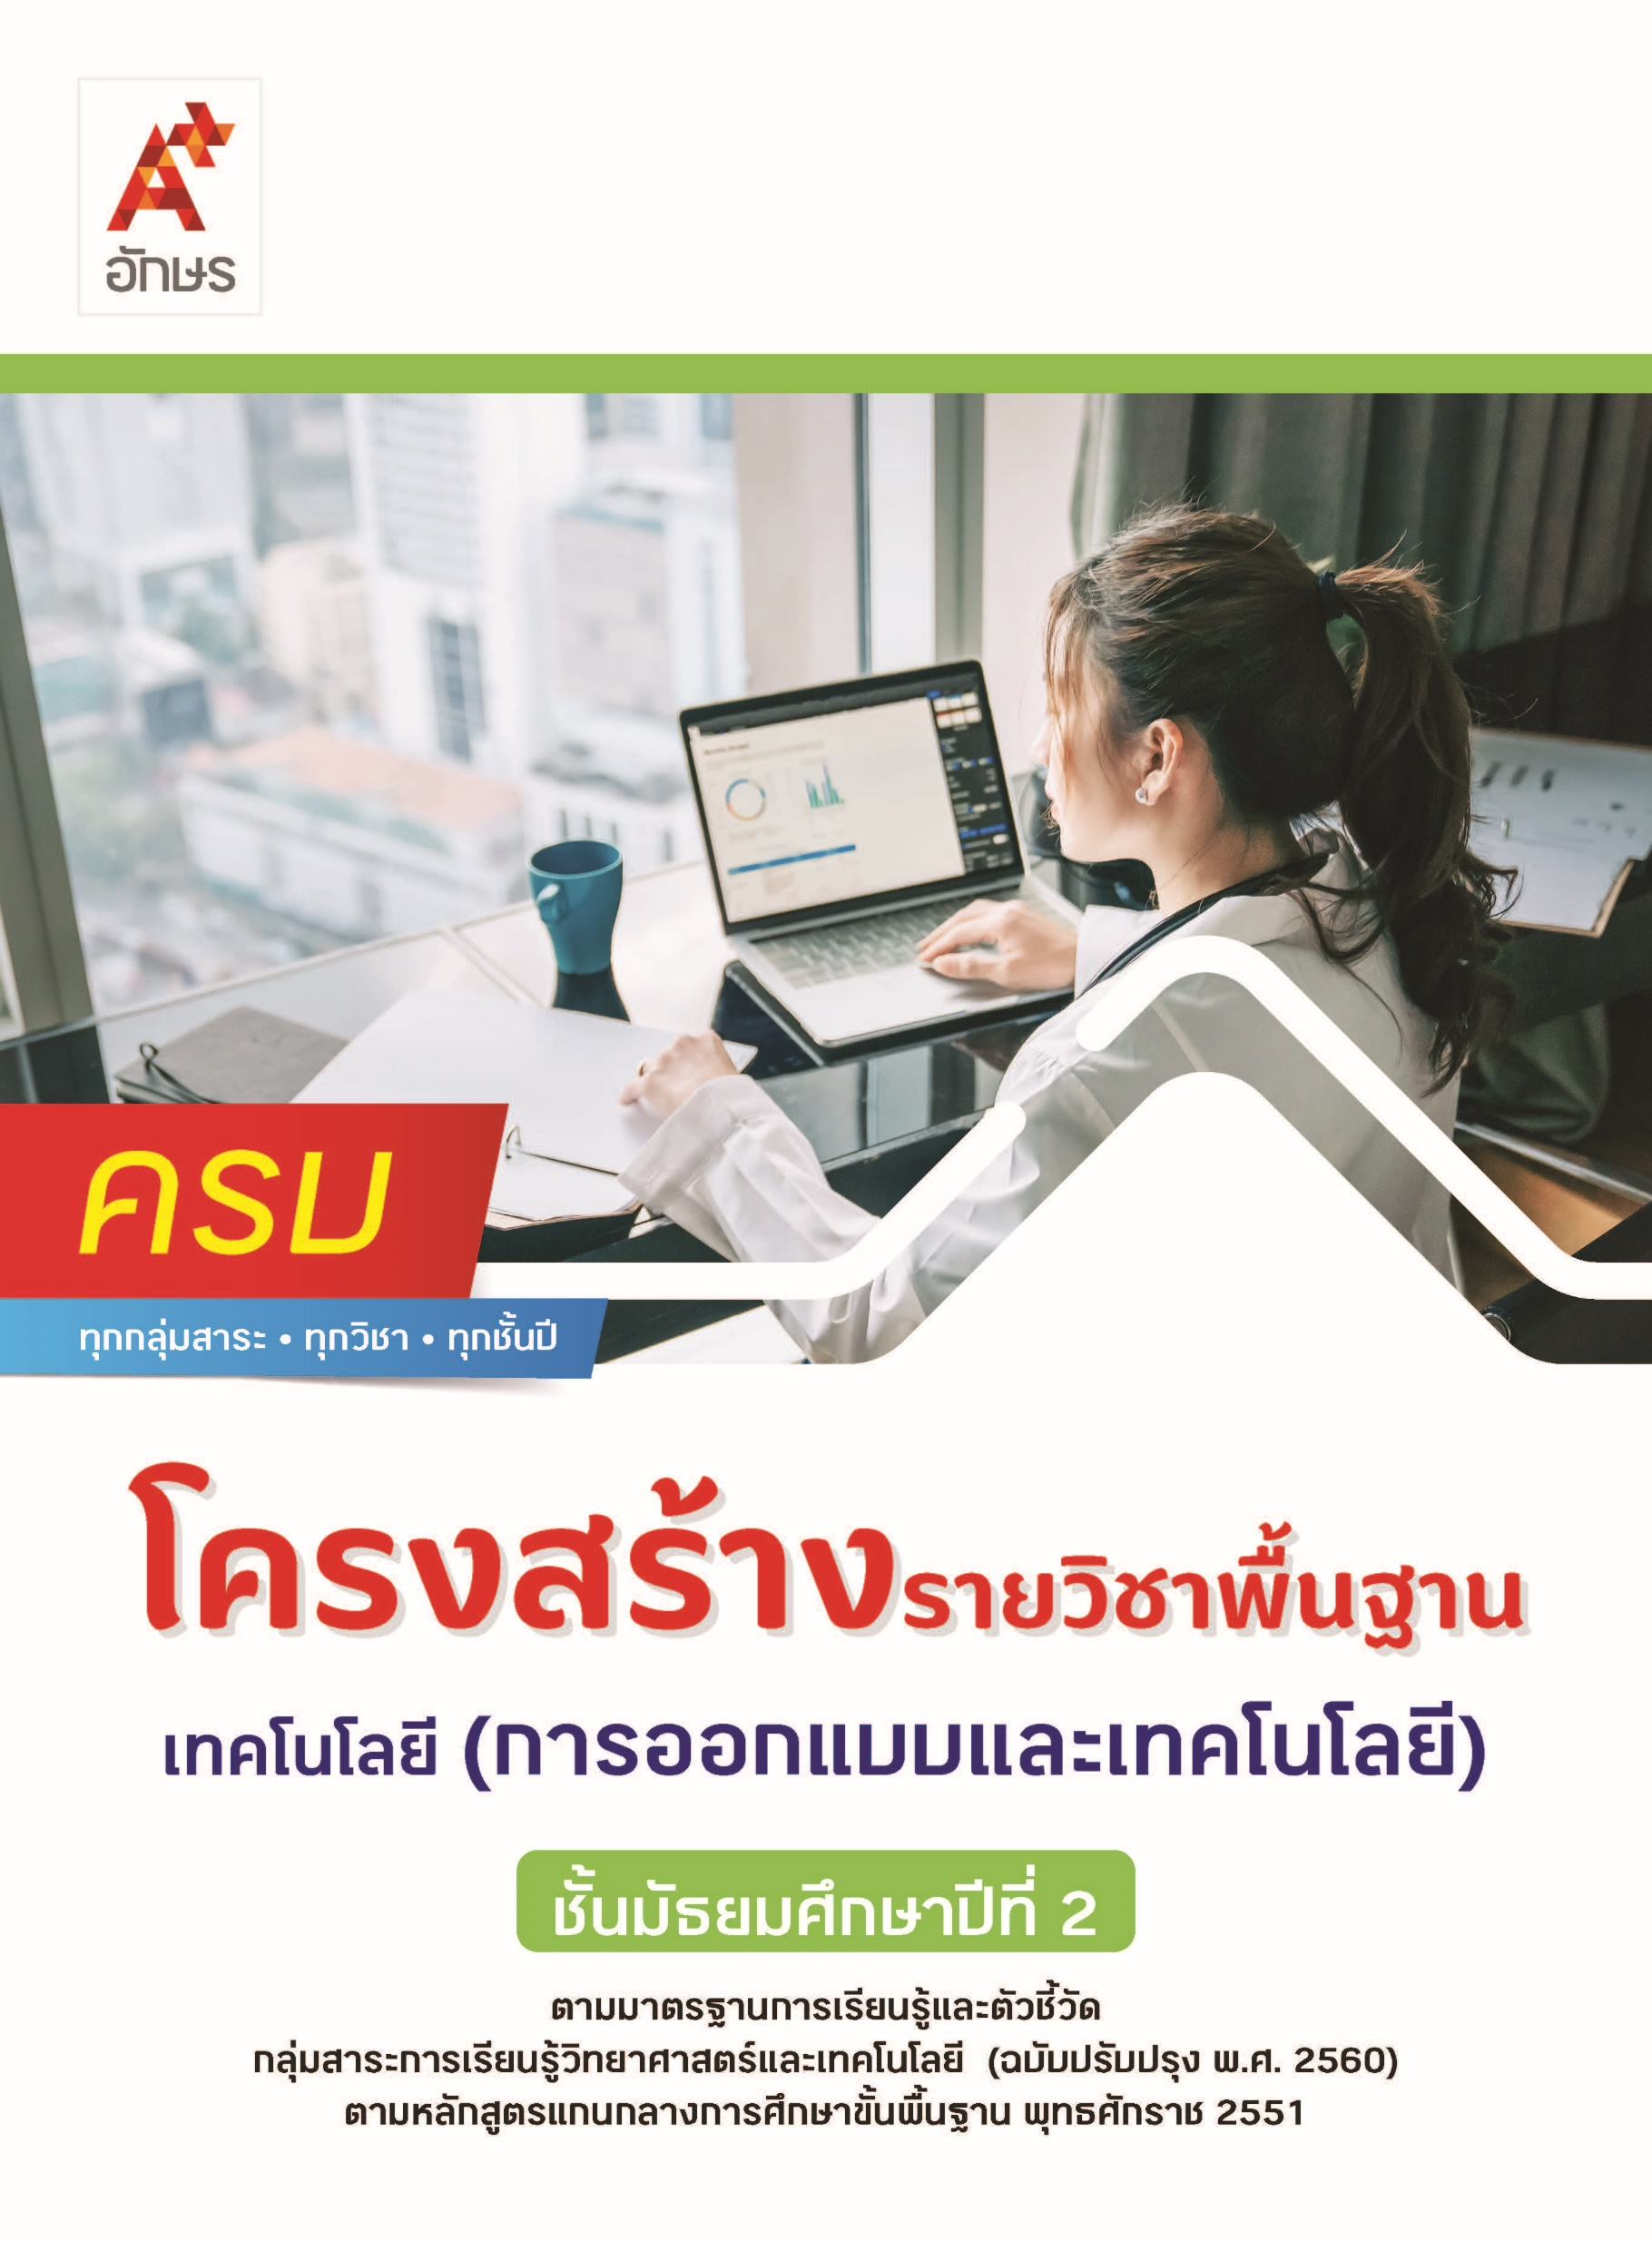 อักษร
ครบ
ทุกกลุ่มสาระ • ทุกวิชา • ทุกชั้นปี
โครงสร้างรายวิชาพื้นฐาน
เทคโนโลยี (การออกแบบและเทคโนโลยี)
ชั้นมัธยมศึกษาปีที่ 2
ตามมาตรฐานการเรียนรู้และตัวชี้วัด
กลุ่มสาระการเรียนรู้วิทยาศาสตร์และเทคโนโลยี (ฉบับปรับปรุง พ.ศ. 2560)
ตามหลักสูตรแกนกลางการศึกษาขั้นพื้นฐาน พุทธศักราช 2551